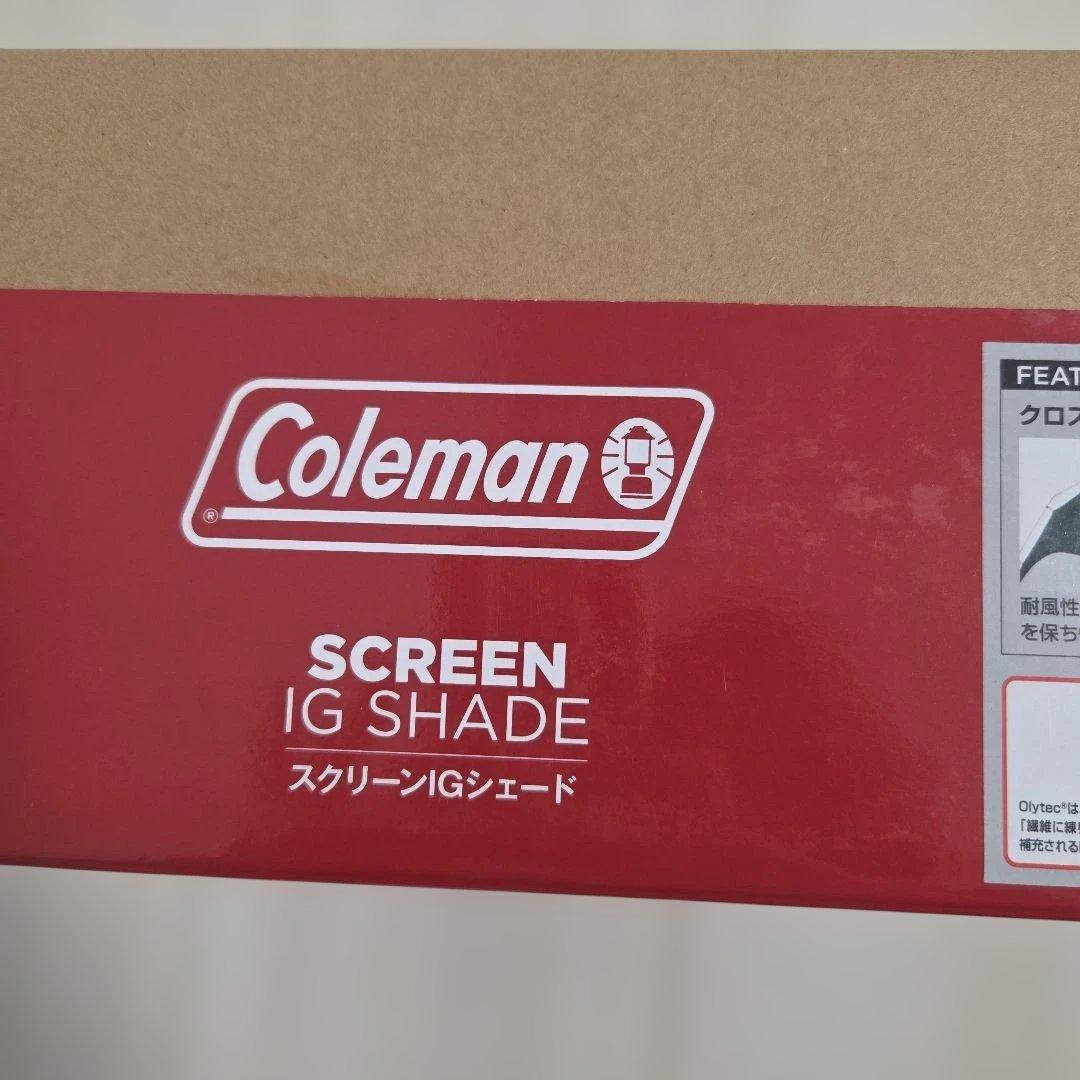 Coleman
®
SCREEN
IG SHADE
スクリーンIGシェード
FEAT
クロス
耐風性
を保ち
Olytec®は
「繊維に練
補充される